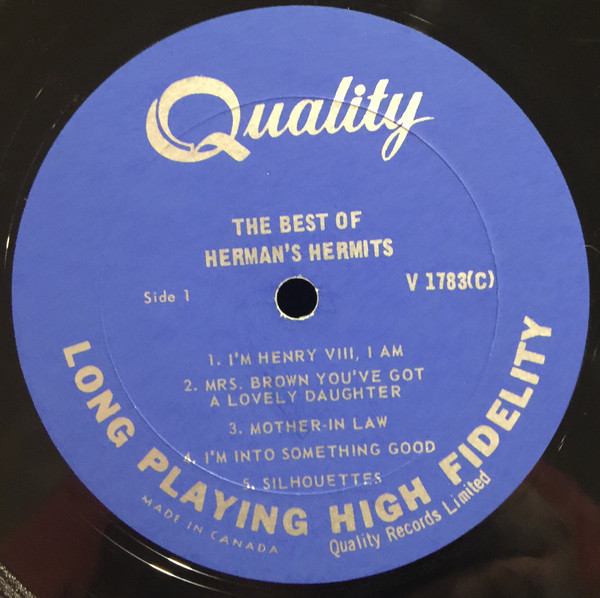 Quality
THE BEST OF
HERMAN'S HERMITS
Side 1
V 1783(C)
1. I'M HENRY VIII, I AM
2. MRS. BROWN YOU'VE GOT
A LOVELY DAUGHTER
3. MOTHER-IN LAW
4. I'M INTO SOMETHING GOOD
5. SILHOUETTES
LONG PLAYING HIGH FIDELITY
MADE IN CANADA
Quality Records Limited